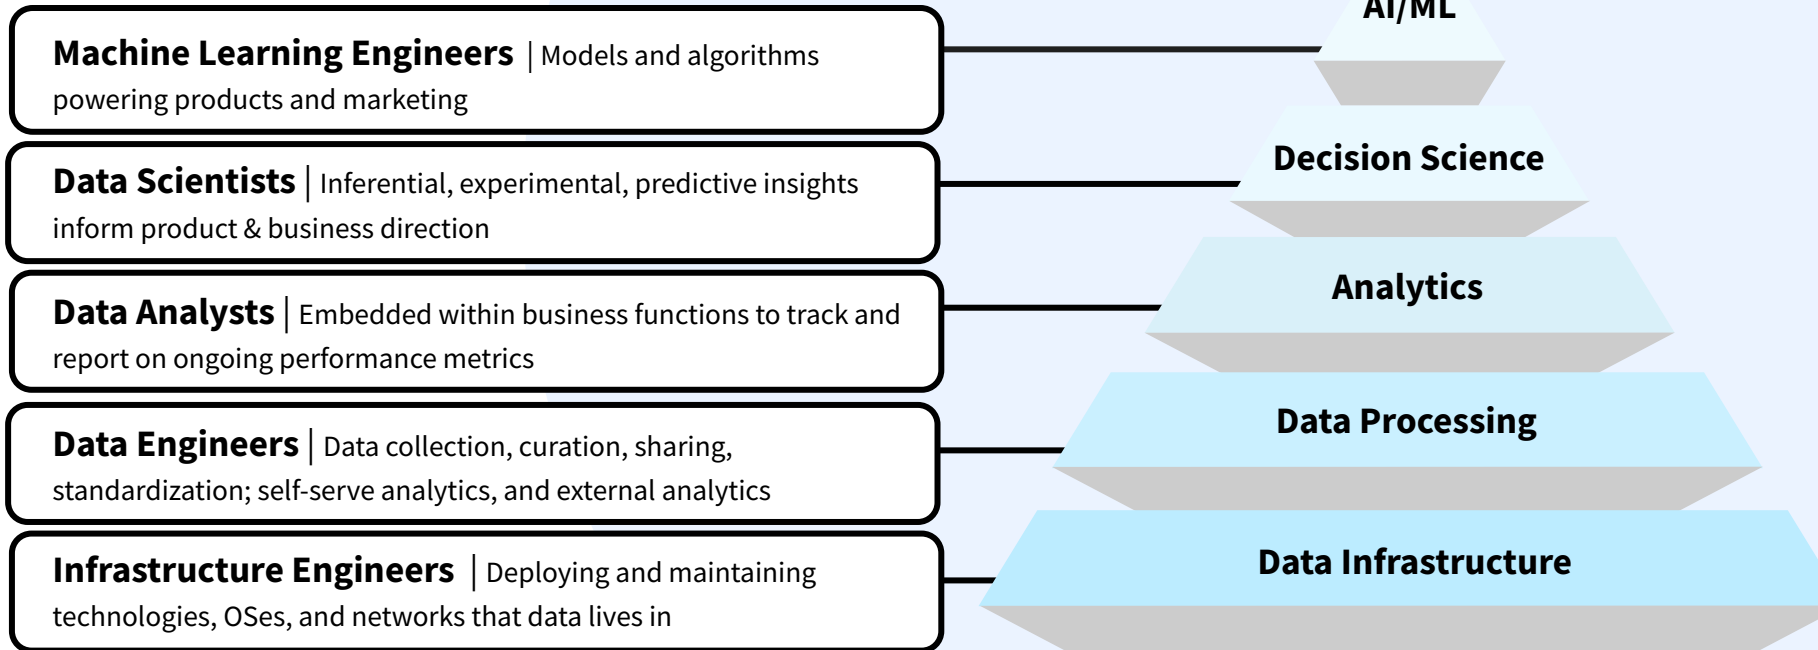 AI/ML
Machine Learning Engineers | Models and algorithms
powering products and marketing
Decision Science
Data Scientists | Inferential, experimental, predictive insights
inform product & business direction
Analytics
Data Analysts | Embedded within business functions to track and
report on ongoing performance metrics
Data Processing
Data Engineers | Data collection, curation, sharing,
standardization; self-serve analytics, and external analytics
Data Infrastructure
Infrastructure Engineers | Deploying and maintaining
technologies, OSes, and networks that data lives in